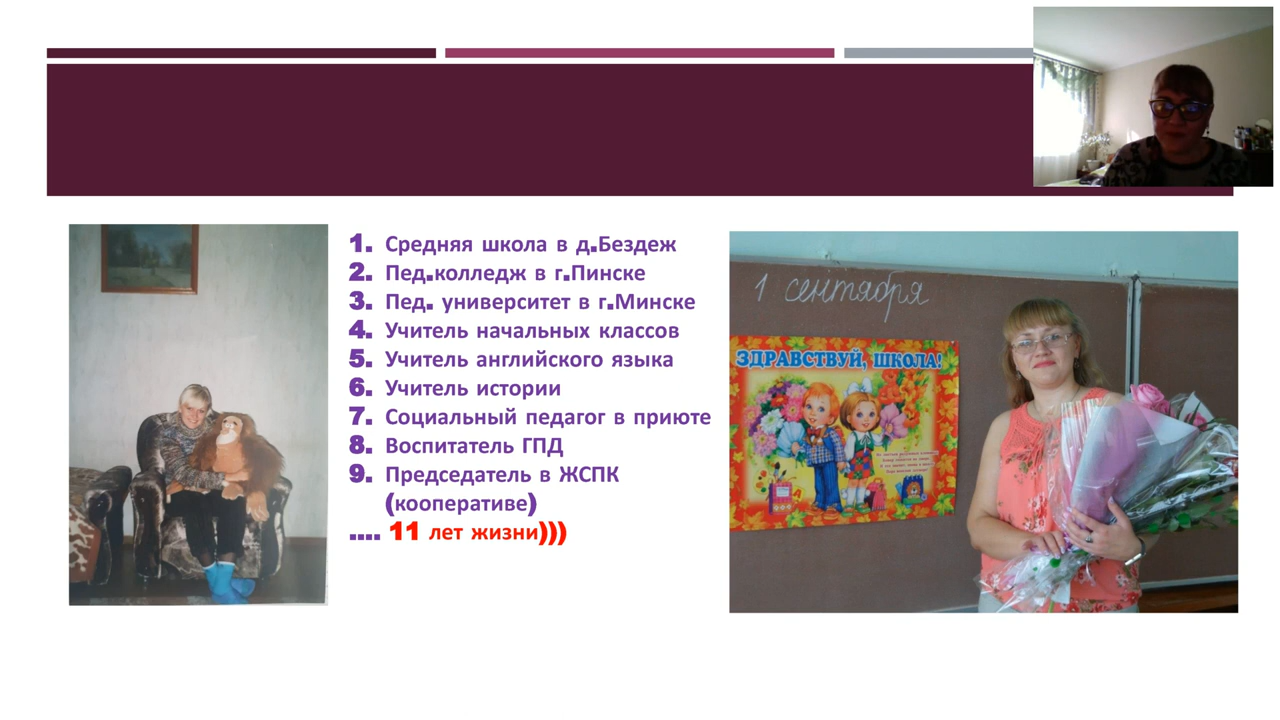 1. Средняя школа в д.Бездеж
2. Пед.колледж в г.Пинске
3. Пед. университет в г.Минске
4. Учитель начальных классов
5. Учитель английского языка
6. Учитель истории
7. Социальный педагог в приюте
8. Воспитатель ГПД
9. Председатель в ЖСПК
(кооперативе)
.... 11 лет жизни)))
1 сентября
ЗДРАВСТВУЙ, ШКОЛА!